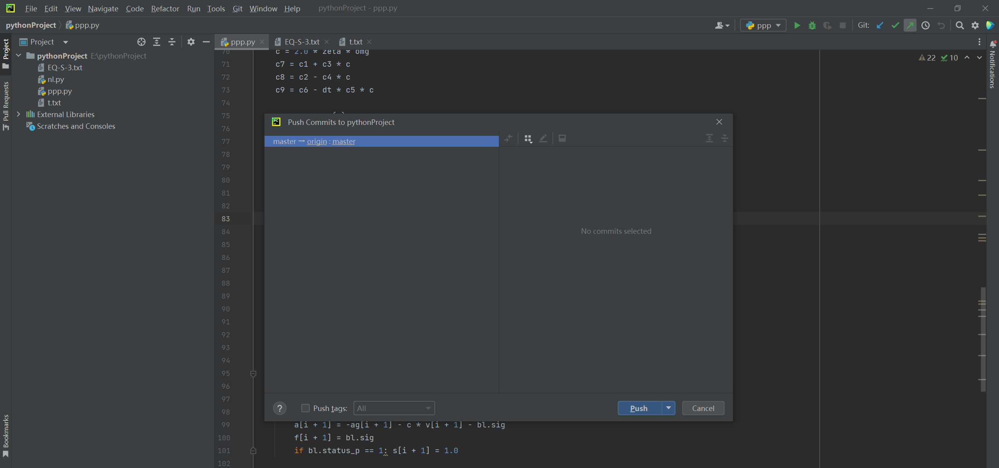 File Edit View Navigate Code Refactor Run Tools Git Window Help pythonProject - ppp.py
pythonProject ppp.py ppp Git:
Project
ppp.py EQ-S-3.txt t.txt
Project
Pull Requests
Bookmarks
Notifications
pythonProject E:\pythonProject
EQ-S-3.txt
nl.py
ppp.py
t.txt
External Libraries
Scratches and Consoles
22 10
70 c = 2.0 * zeta * omg
71 c7 = c1 + c3 * c
72 c8 = c2 - c4 * c
73 c9 = c6 - dt * c5 * c
74
75
76
77
78
79
80
81
82
83
84
85
86
87
88
89
90
91
92
93
94
95
96
97
98
Push Commits to pythonProject
master → origin : master
No commits selected
? Push tags: All Push Cancel
99 a[i + 1] = -ag[i + 1] - c * v[i + 1] - bl.sig
100 f[i + 1] = bl.sig
101 if bl.status_p == 1: s[i + 1] = 1.0
102